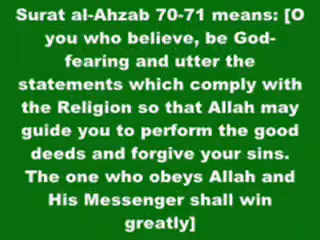 Surat al-Ahzab 70-71 means: [O
you who believe, be God-
fearing and utter the
statements which comply with
the Religion so that Allah may
guide you to perform the good
deeds and forgive your sins.
The one who obeys Allah and
His Messenger shall win
greatly]